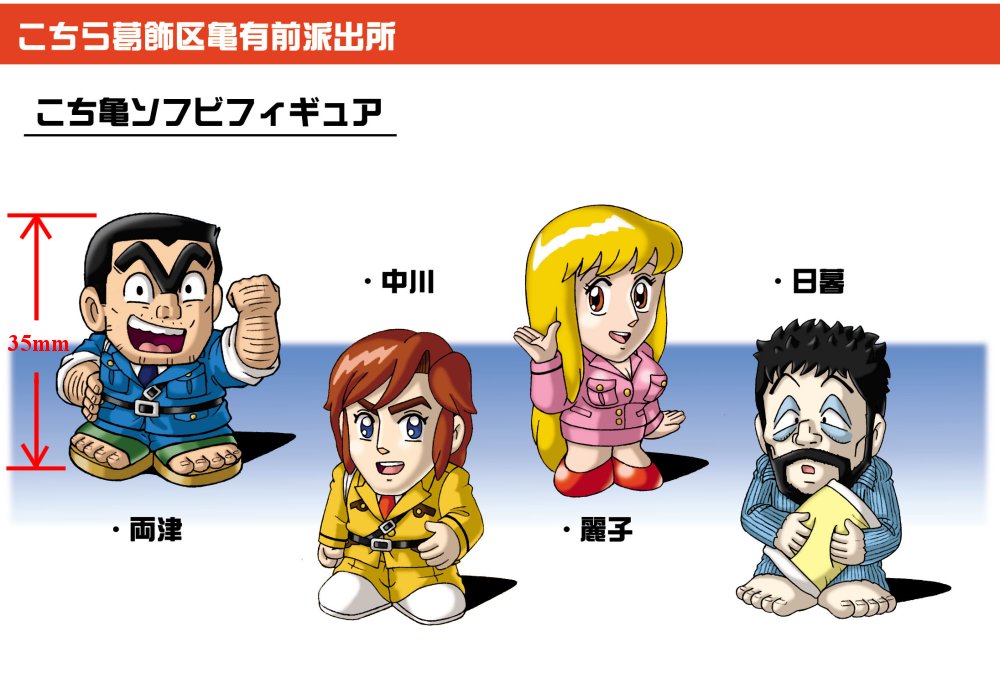 こちら葛飾区亀有前派出所
こち亀ソフビフィギュア
・中川
・日暮
35mm
・両津
・麗子